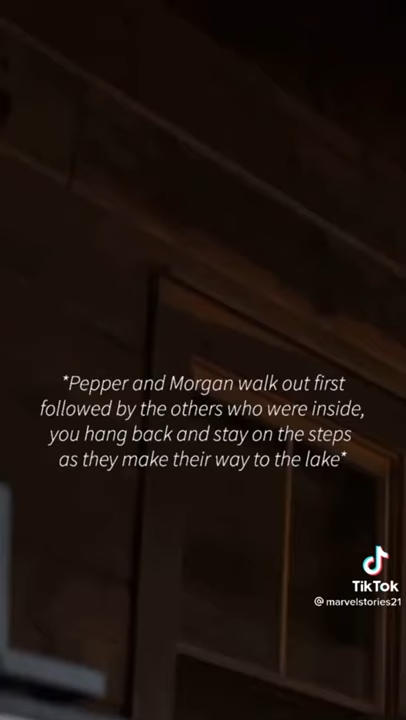 *Pepper and Morgan walk out first
followed by the others who were inside,
you hang back and stay on the steps
as they make their way to the lake*
TikTok
@marvelstories21